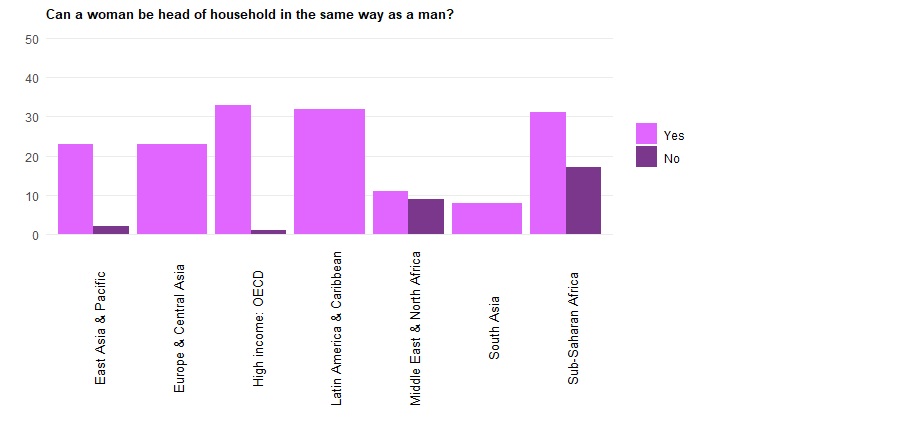 Can a woman be head of household in the same way as a man?
50
40
30
20
10
0
Yes
No
East Asia & Pacific
Europe & Central Asia
High income: OECD
Latin America & Caribbean
Middle East & North Africa
South Asia
Sub-Saharan Africa